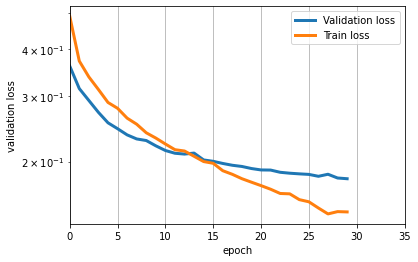 Validation loss
Train loss
4 × 10⁻¹
3 × 10⁻¹
2 × 10⁻¹
validation loss
0 5 10 15 20 25 30 35
epoch